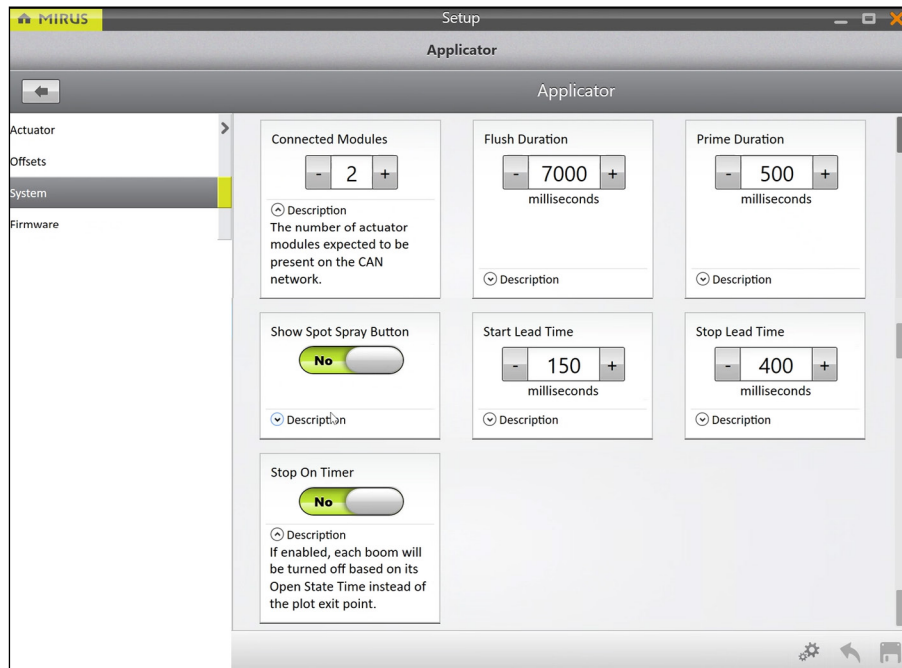 MIRUS
Setup
Applicator
Applicator
Actuator
Offsets
System
Firmware
Connected Modules
- 2 +
Description
The number of actuator
modules expected to be
present on the CAN
network.
Flush Duration
- 7000 +
milliseconds
Description
Prime Duration
- 500 +
milliseconds
Description
Show Spot Spray Button
No
Description
Start Lead Time
- 150 +
milliseconds
Description
Stop Lead Time
- 400 +
milliseconds
Description
Stop On Timer
No
Description
If enabled, each boom will
be turned off based on its
Open State Time instead of
the plot exit point.